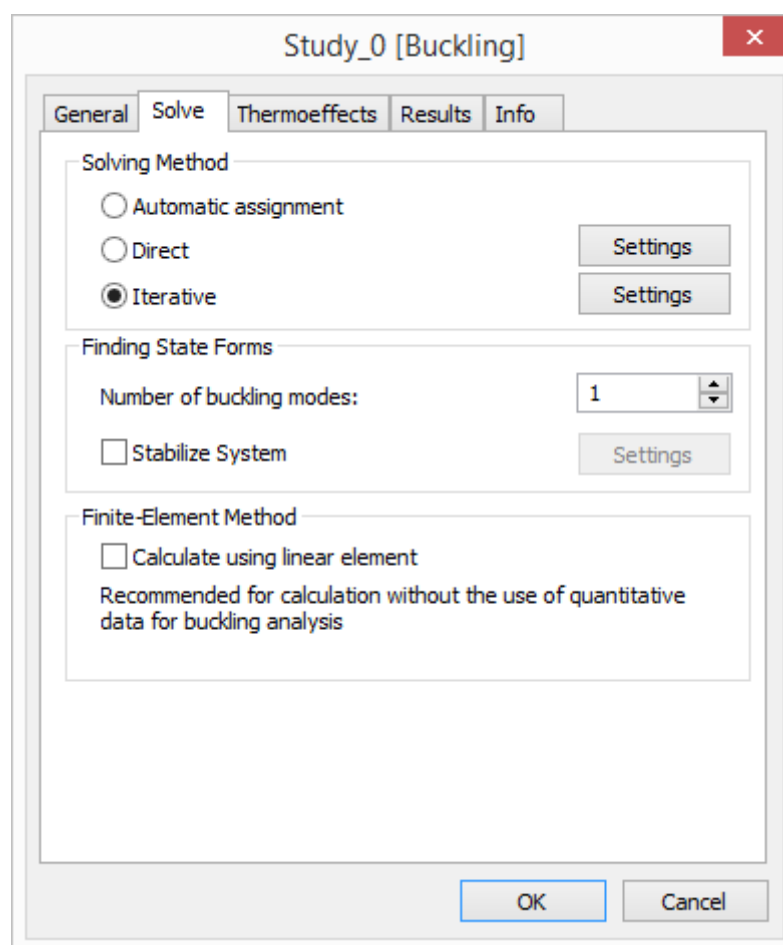 Study_0 [Buckling]
General Solve Thermoeffects Results Info
Solving Method
Automatic assignment
Direct Settings
Iterative Settings
Finding State Forms
Number of buckling modes: 1
Stabilize System Settings
Finite-Element Method
Calculate using linear element
Recommended for calculation without the use of quantitative
data for buckling analysis
OK Cancel